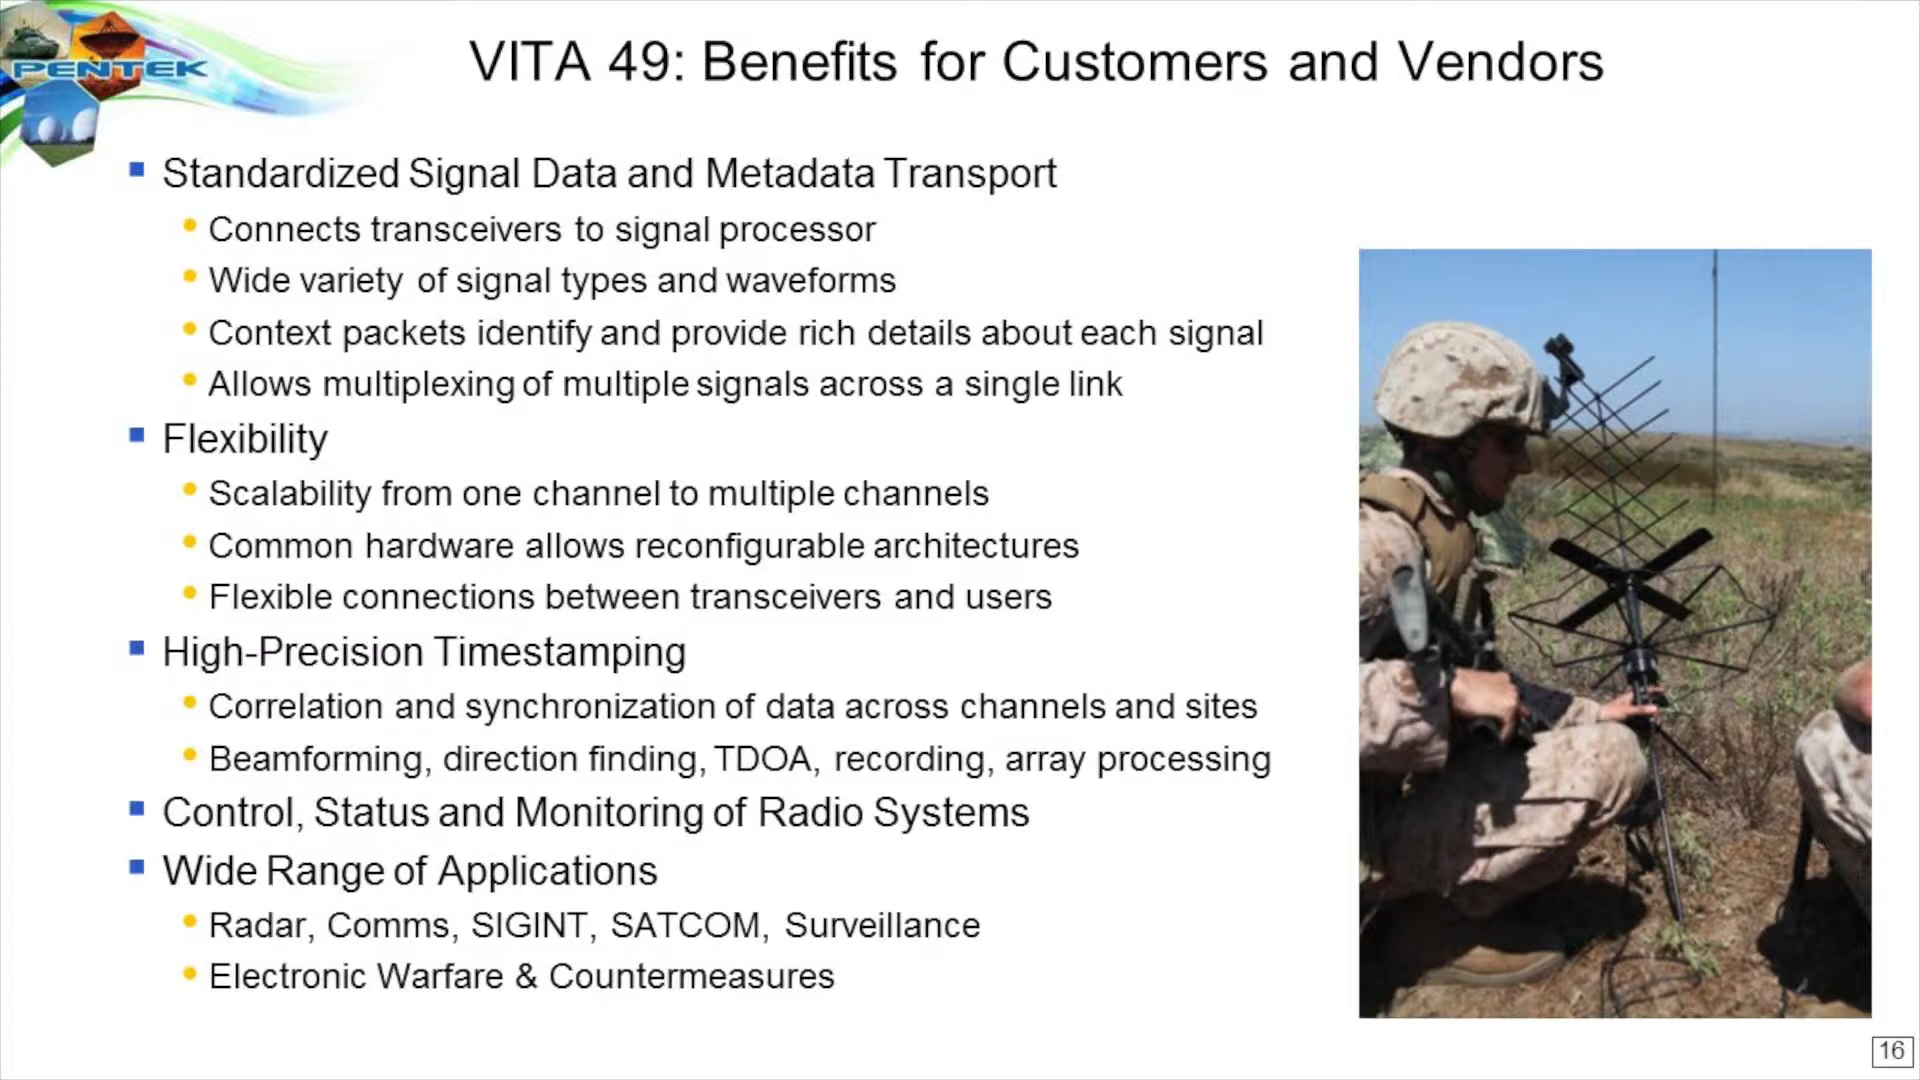 PENTEK
VITA 49: Benefits for Customers and Vendors
Standardized Signal Data and Metadata Transport
Connects transceivers to signal processor
Wide variety of signal types and waveforms
Context packets identify and provide rich details about each signal
Allows multiplexing of multiple signals across a single link
Flexibility
Scalability from one channel to multiple channels
Common hardware allows reconfigurable architectures
Flexible connections between transceivers and users
High-Precision Timestamping
Correlation and synchronization of data across channels and sites
Beamforming, direction finding, TDOA, recording, array processing
Control, Status and Monitoring of Radio Systems
Wide Range of Applications
Radar, Comms, SIGINT, SATCOM, Surveillance
Electronic Warfare & Countermeasures
16